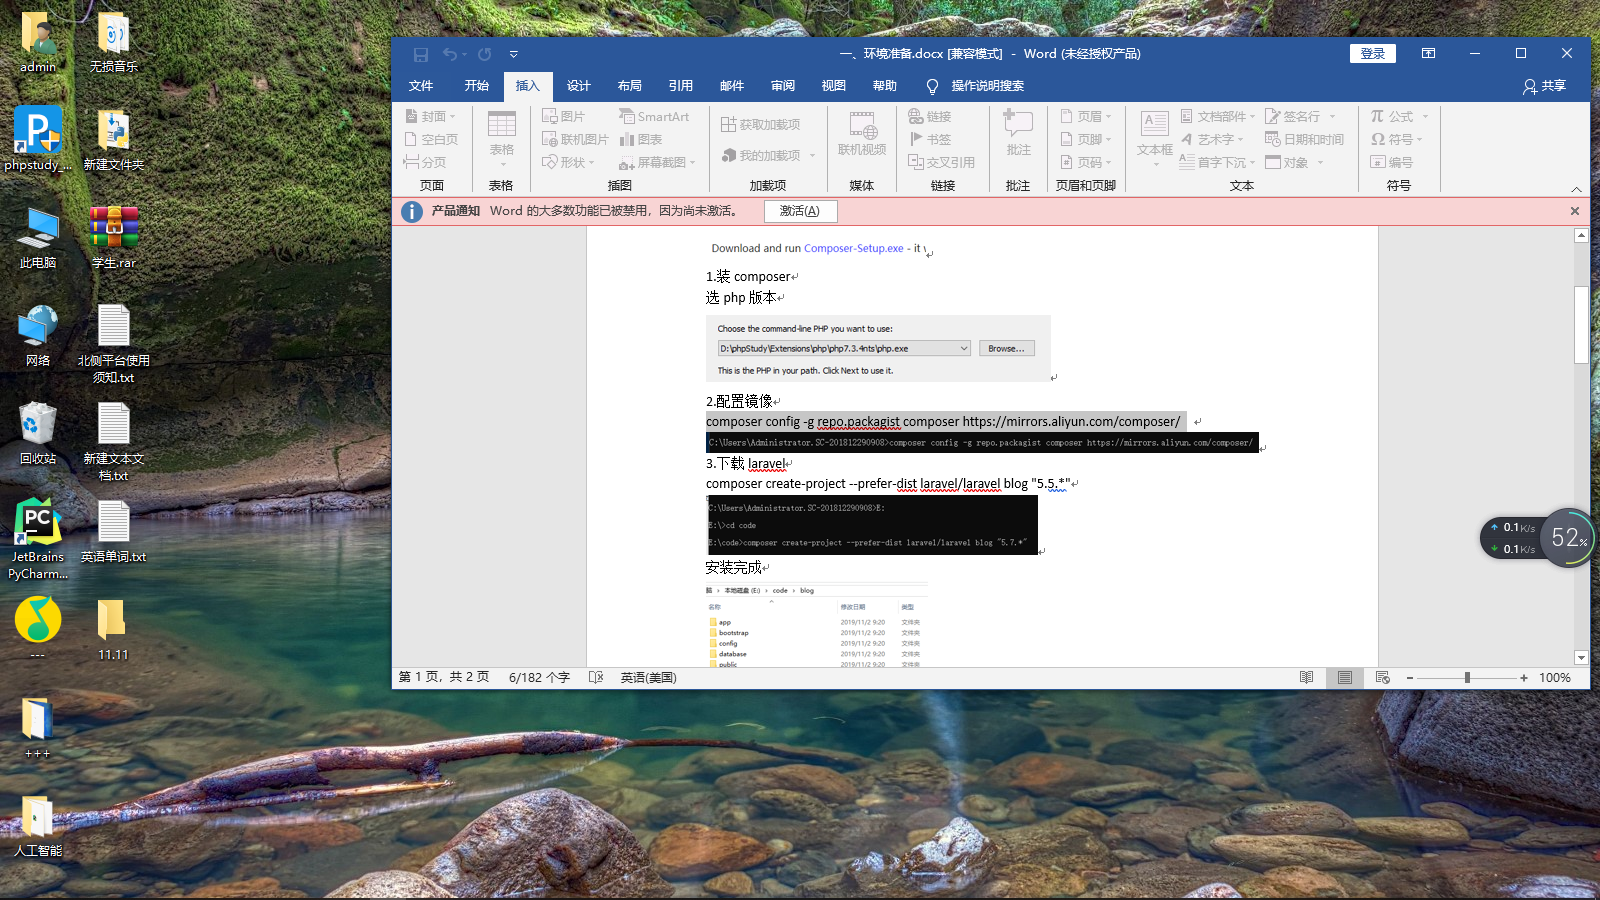 admin
无损音乐
phpstudy_...
新建文件夹
此电脑
学生.rar
网络
北侧平台使用须知.txt
回收站
新建文本文档.txt
JetBrains PyCharm...
英语单词.txt
---
11.11
+++
人工智能
一、环境准备.docx [兼容模式] - Word (未经授权产品)
登录
文件 开始 插入 设计 布局 引用 邮件 审阅 视图 帮助 操作说明搜索 共享
封面
空白页
分页
页面
表格
表格
图片
联机图片
形状
SmartArt
图表
屏幕截图
插图
获取加载项
我的加载项
加载项
联机视频
媒体
链接
书签
交叉引用
链接
批注
批注
页眉
页脚
页码
页眉和页脚
文本框
文档部件
艺术字
首字下沉
签名行
日期和时间
对象
文本
公式
符号
编号
符号
产品通知 Word 的大多数功能已被禁用，因为尚未激活。 激活(A)
Download and run Composer-Setup.exe - it
1.装 composer
选 php 版本
Choose the command-line PHP you want to use:
D:\phpStudy\Extensions\php\php7.3.4nts\php.exe Browse...
This is the PHP in your path. Click Next to use it.
2.配置镜像
composer config -g repo.packagist composer https://mirrors.aliyun.com/composer/
C:\Users\Administrator.SC-201812290908>composer config -g repo.packagist composer https://mirrors.aliyun.com/composer/
3.下载 laravel
composer create-project --prefer-dist laravel/laravel blog "5.5.*"
C:\Users\Administrator.SC-201812290908>E:
E:\>cd code
E:\code>composer create-project --prefer-dist laravel/laravel blog "5.7.*"
安装完成
脑 › 本地磁盘 (E:) › code › blog
名称 修改日期 类型
app 2019/11/2 9:20 文件夹
bootstrap 2019/11/2 9:20 文件夹
config 2019/11/2 9:20 文件夹
database 2019/11/2 9:20 文件夹
public 2019/11/2 9:20 文件夹
第 1 页，共 2 页 6/182 个字 英语(美国) 100%
0.1K/s
0.1K/s
52%
PC